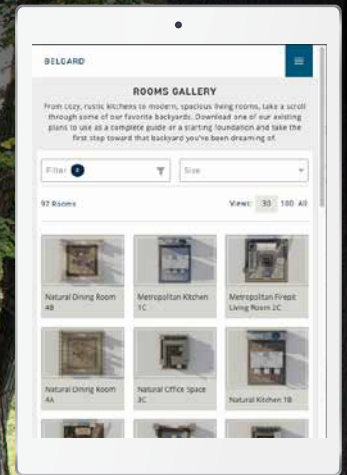 BELGARD
ROOMS GALLERY
From cozy, rustic kitchens to modern, spacious living rooms, take a scroll
through some of our favorite backyards. Download one of our existing
plans to use as a complete guide or a starting foundation and take the
first step toward that backyard you've been dreaming of.
Filter
Size
97 Rooms Views: 30 100 All
Natural Dining Room
4B
Metropolitan Kitchen
1C
Metropolitan Firepit
Living Room 2C
Natural Dining Room
4A
Natural Office Space
3C
Natural Kitchen 1B